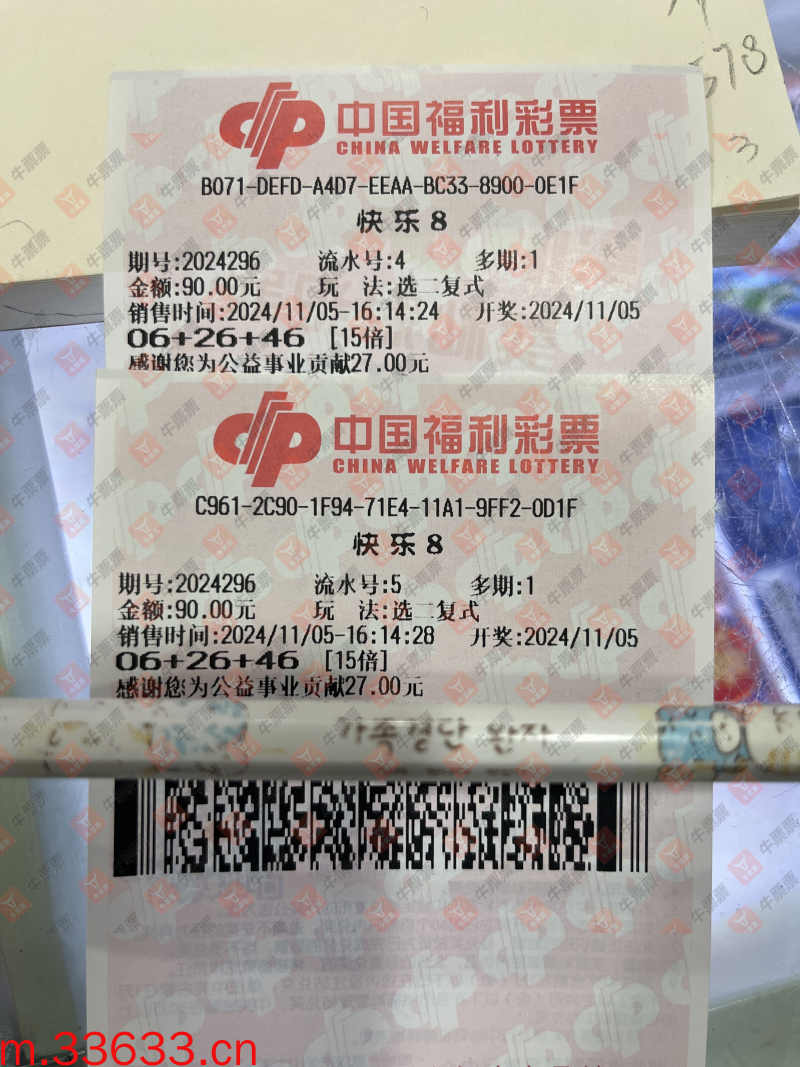 578
3
中国福利彩票
CHINA WELFARE LOTTERY
B071-DEFD-A4D7-EEAA-BC33-8900-0E1F
快乐8
期号:2024296 流水号:4 多期:1
金额:90.00元 玩 法:选二复式
销售时间:2024/11/05-16:14:24 开奖:2024/11/05
06+26+46 [15倍]
感谢您为公益事业贡献27.00元
中国福利彩票
CHINA WELFARE LOTTERY
C961-2C90-1F94-71E4-11A1-9FF2-0D1F
快乐8
期号:2024296 流水号:5 多期:1
金额:90.00元 玩 法:选二复式
销售时间:2024/11/05-16:14:28 开奖:2024/11/05
06+26+46 [15倍]
感谢您为公益事业贡献27.00元
牛票票
m.33633.cn